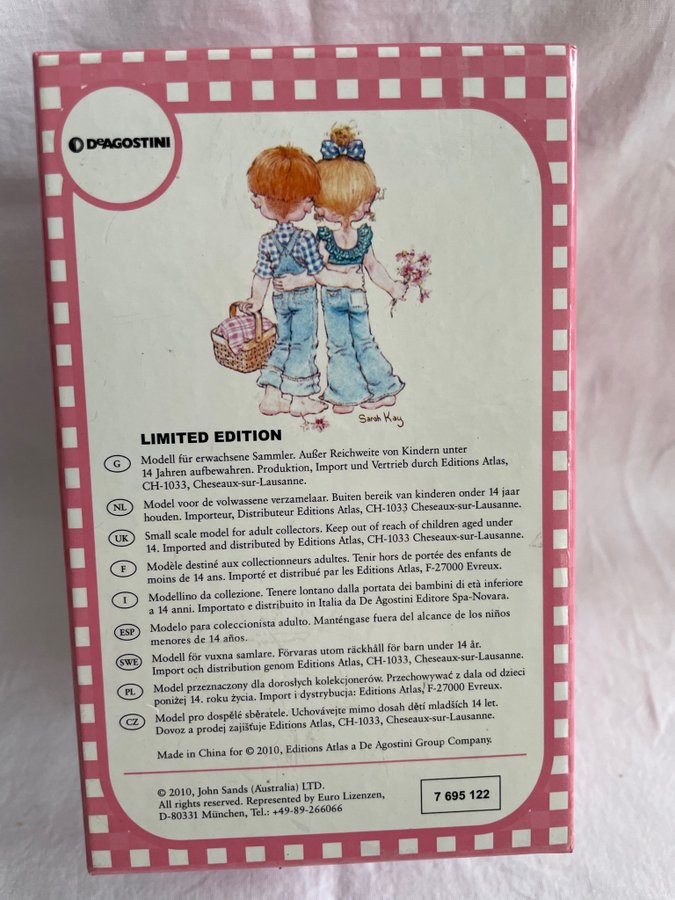 DeAGOSTINI
Sarah Kay
LIMITED EDITION
G Modell für erwachsene Sammler. Außer Reichweite von Kindern unter
14 Jahren aufbewahren. Produktion, Import und Vertrieb durch Editions Atlas,
CH-1033, Cheseaux-sur-Lausanne.
NL Model voor de volwassene verzamelaar. Buiten bereik van kinderen onder 14 jaar
houden. Importeur, Distributeur Editions Atlas, CH-1033 Cheseaux-sur-Lausanne.
UK Small scale model for adult collectors. Keep out of reach of children aged under
14. Imported and distributed by Editions Atlas, CH-1033, Cheseaux-sur-Lausanne.
F Modèle destiné aux collectionneurs adultes. Tenir hors de portée des enfants de
moins de 14 ans. Importé et distribué par les Editions Atlas, F-27000 Evreux.
I Modellino da collezione. Tenere lontano dalla portata dei bambini di età inferiore
a 14 anni. Importato e distribuito in Italia da De Agostini Editore Spa-Novara.
ESP Modelo para coleccionista adulto. Manténgase fuera del alcance de los niños
menores de 14 años.
SWE Modell för vuxna samlare. Förvaras utom räckhåll för barn under 14 år.
Import och distribution genom Editions Atlas, CH-1033, Cheseaux-sur-Lausanne.
PL Model przeznaczony dla dorosłych kolekcjonerów. Przechowywać z dala od dzieci
poniżej 14. roku życia. Import i dystrybucja: Editions Atlas, F-27000 Evreux.
CZ Model pro dospělé sběratele. Uchovávejte mimo dosah dětí mladších 14 let.
Dovoz a prodej zajišťuje Editions Atlas, CH-1033, Cheseaux-sur-Lausanne.
Made in China for © 2010, Editions Atlas a De Agostini Group Company.
© 2010, John Sands (Australia) LTD.
All rights reserved. Represented by Euro Lizenzen,
D-80331 München, Tel.: +49-89-266066
7 695 122